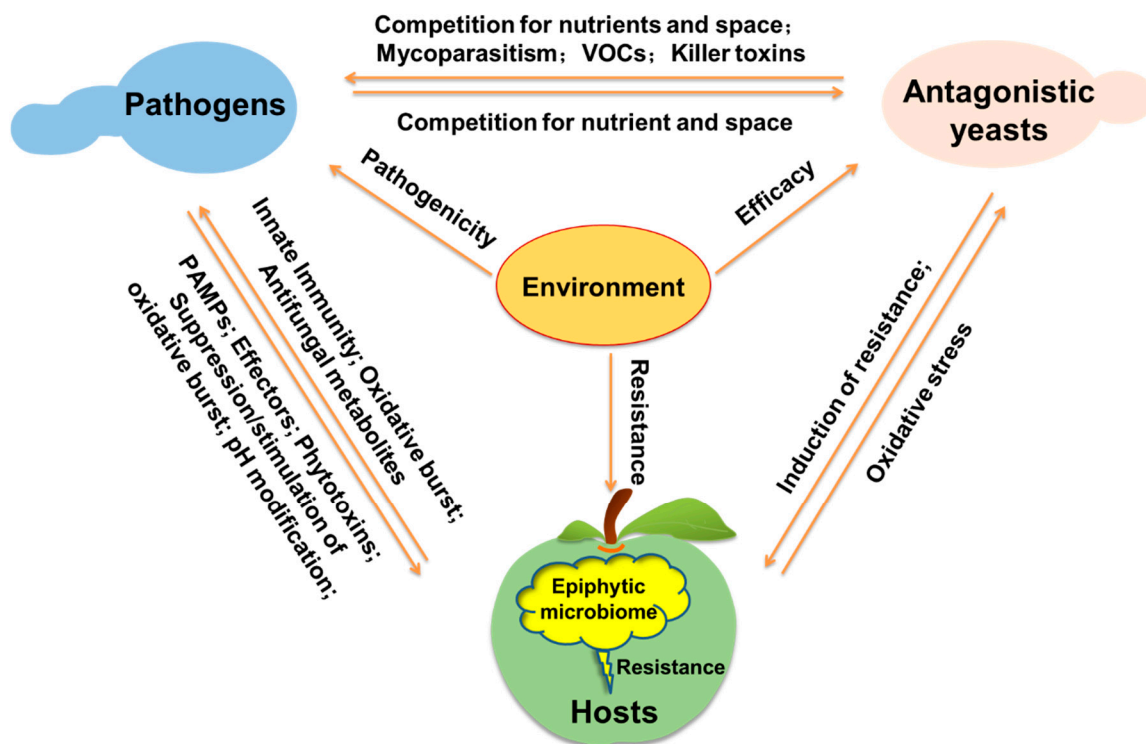 Competition for nutrients and space;
Mycoparasitism; VOCs; Killer toxins
Pathogens
Antagonistic
yeasts
Competition for nutrient and space
Pathogenicity
Efficacy
Environment
Innate Immunity; Oxidative burst;
Antifungal metabolites
PAMPs; Effectors; Phytotoxins;
Suppression/stimulation of
oxidative burst; pH modification;
Resistance
Induction of resistance;
Oxidative stress
Epiphytic
microbiome
Resistance
Hosts